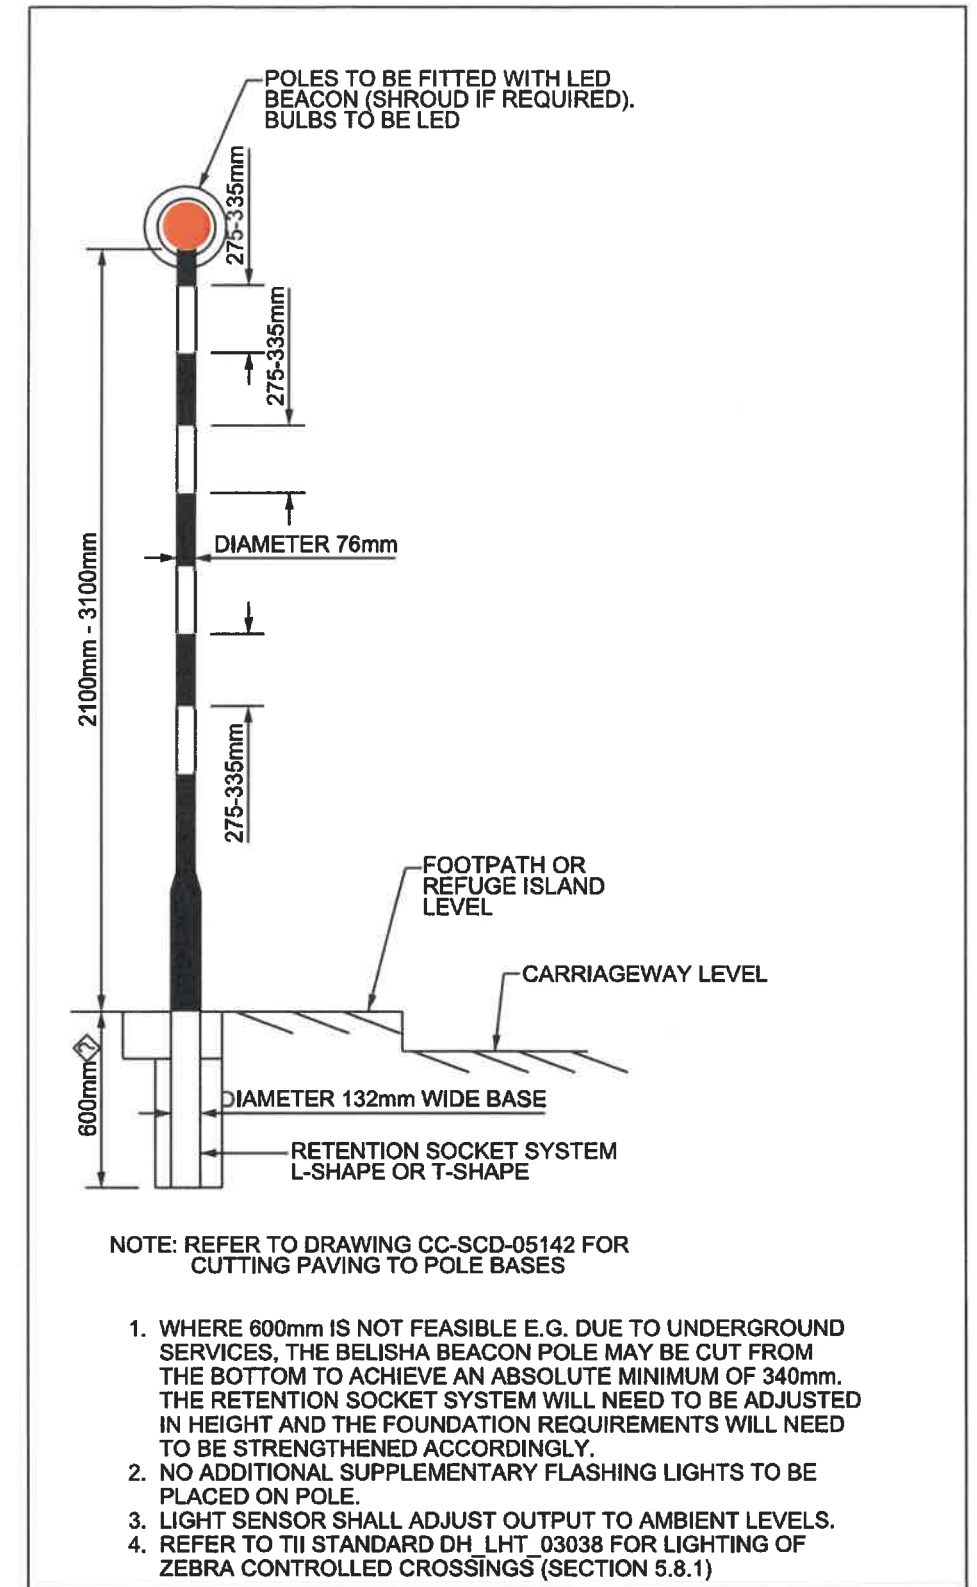 POLES TO BE FITTED WITH LED
BEACON (SHROUD IF REQUIRED).
BULBS TO BE LED
275-335mm
275-335mm
DIAMETER 76mm
2100mm - 3100mm
275-335mm
FOOTPATH OR
REFUGE ISLAND
LEVEL
CARRIAGEWAY LEVEL
600mm
?
DIAMETER 132mm WIDE BASE
RETENTION SOCKET SYSTEM
L-SHAPE OR T-SHAPE
NOTE: REFER TO DRAWING CC-SCD-05142 FOR
CUTTING PAVING TO POLE BASES
1. WHERE 600mm IS NOT FEASIBLE E.G. DUE TO UNDERGROUND
SERVICES, THE BELISHA BEACON POLE MAY BE CUT FROM
THE BOTTOM TO ACHIEVE AN ABSOLUTE MINIMUM OF 340mm.
THE RETENTION SOCKET SYSTEM WILL NEED TO BE ADJUSTED
IN HEIGHT AND THE FOUNDATION REQUIREMENTS WILL NEED
TO BE STRENGTHENED ACCORDINGLY.
2. NO ADDITIONAL SUPPLEMENTARY FLASHING LIGHTS TO BE
PLACED ON POLE.
3. LIGHT SENSOR SHALL ADJUST OUTPUT TO AMBIENT LEVELS.
4. REFER TO TII STANDARD DH_LHT_03038 FOR LIGHTING OF
ZEBRA CONTROLLED CROSSINGS (SECTION 5.8.1)